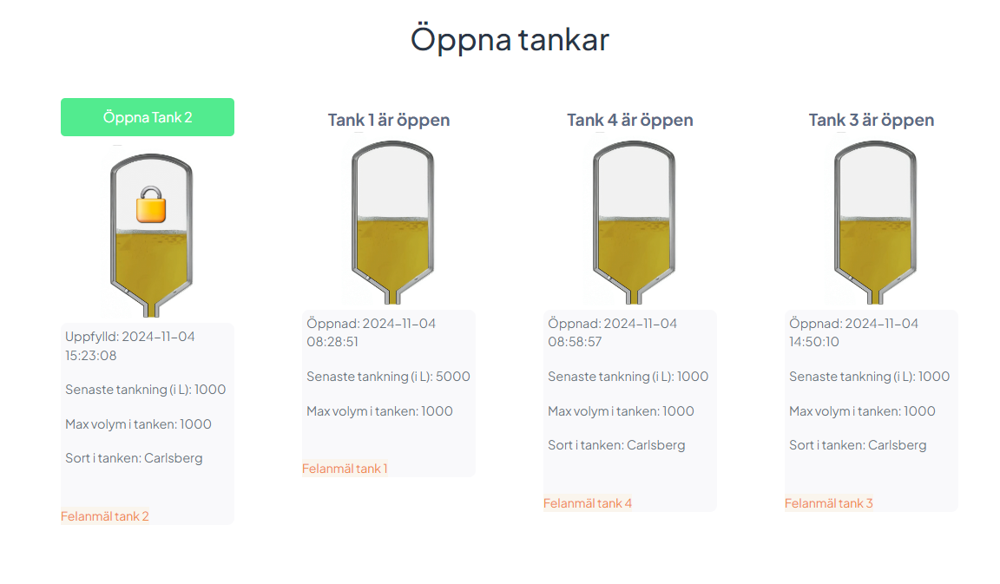 Öppna tankar
Öppna Tank 2
Uppfylld: 2024-11-04
15:23:08
Senaste tankning (i L): 1000
Max volym i tanken: 1000
Sort i tanken: Carlsberg
Felanmäl tank 2
Tank 1 är öppen
Öppnad: 2024-11-04
08:28:51
Senaste tankning (i L): 5000
Max volym i tanken: 1000
Felanmäl tank 1
Tank 4 är öppen
Öppnad: 2024-11-04
08:58:57
Senaste tankning (i L): 1000
Max volym i tanken: 1000
Sort i tanken: Carlsberg
Felanmäl tank 4
Tank 3 är öppen
Öppnad: 2024-11-04
14:50:10
Senaste tankning (i L): 1000
Max volym i tanken: 1000
Sort i tanken: Carlsberg
Felanmäl tank 3